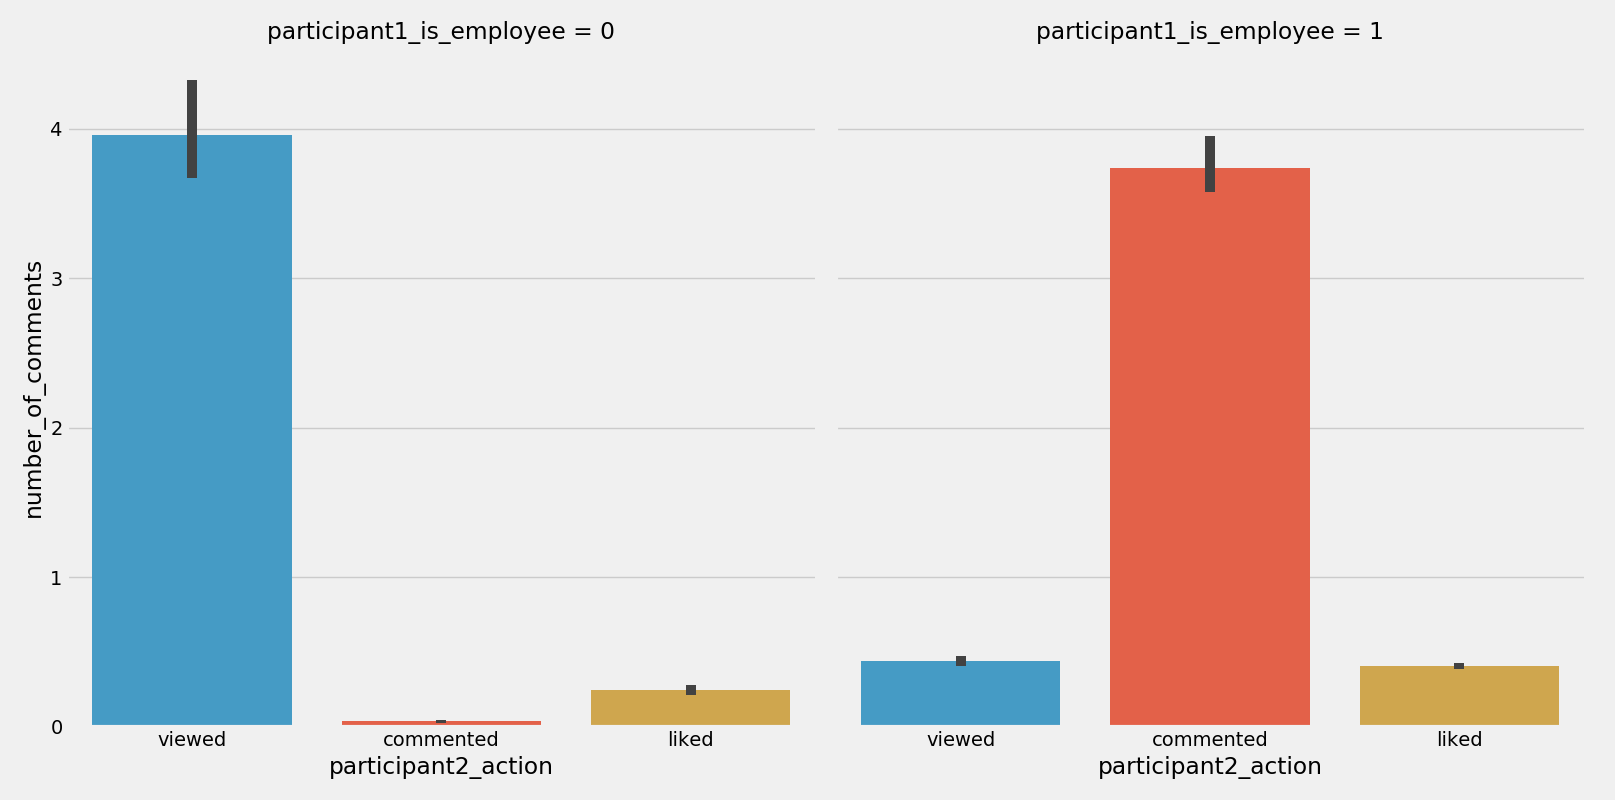 participant1_is_employee = 0
participant1_is_employee = 1
number_of_comments
4
3
2
1
0
viewed
commented
liked
viewed
commented
liked
participant2_action
participant2_action